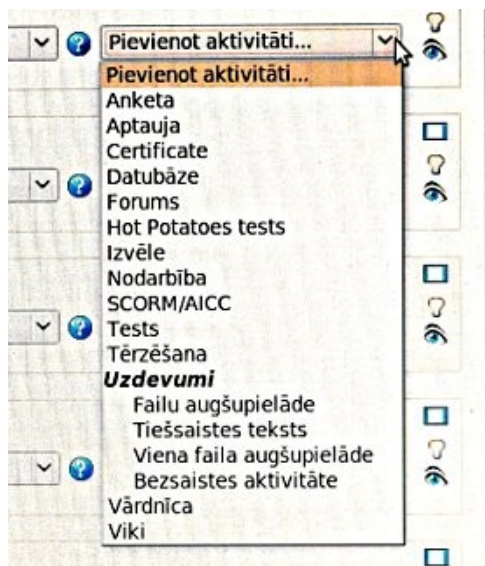 Pievienot aktivitāti...
Pievienot aktivitāti...
Anketa
Aptauja
Certificate
Datubāze
Forums
Hot Potatoes tests
Izvēle
Nodarbība
SCORM/AICC
Tests
Tērzēšana
Uzdevumi
Failu augšupielāde
Tiešsaistes teksts
Viena faila augšupielāde
Bezsaistes aktivitāte
Vārdnīca
Viki